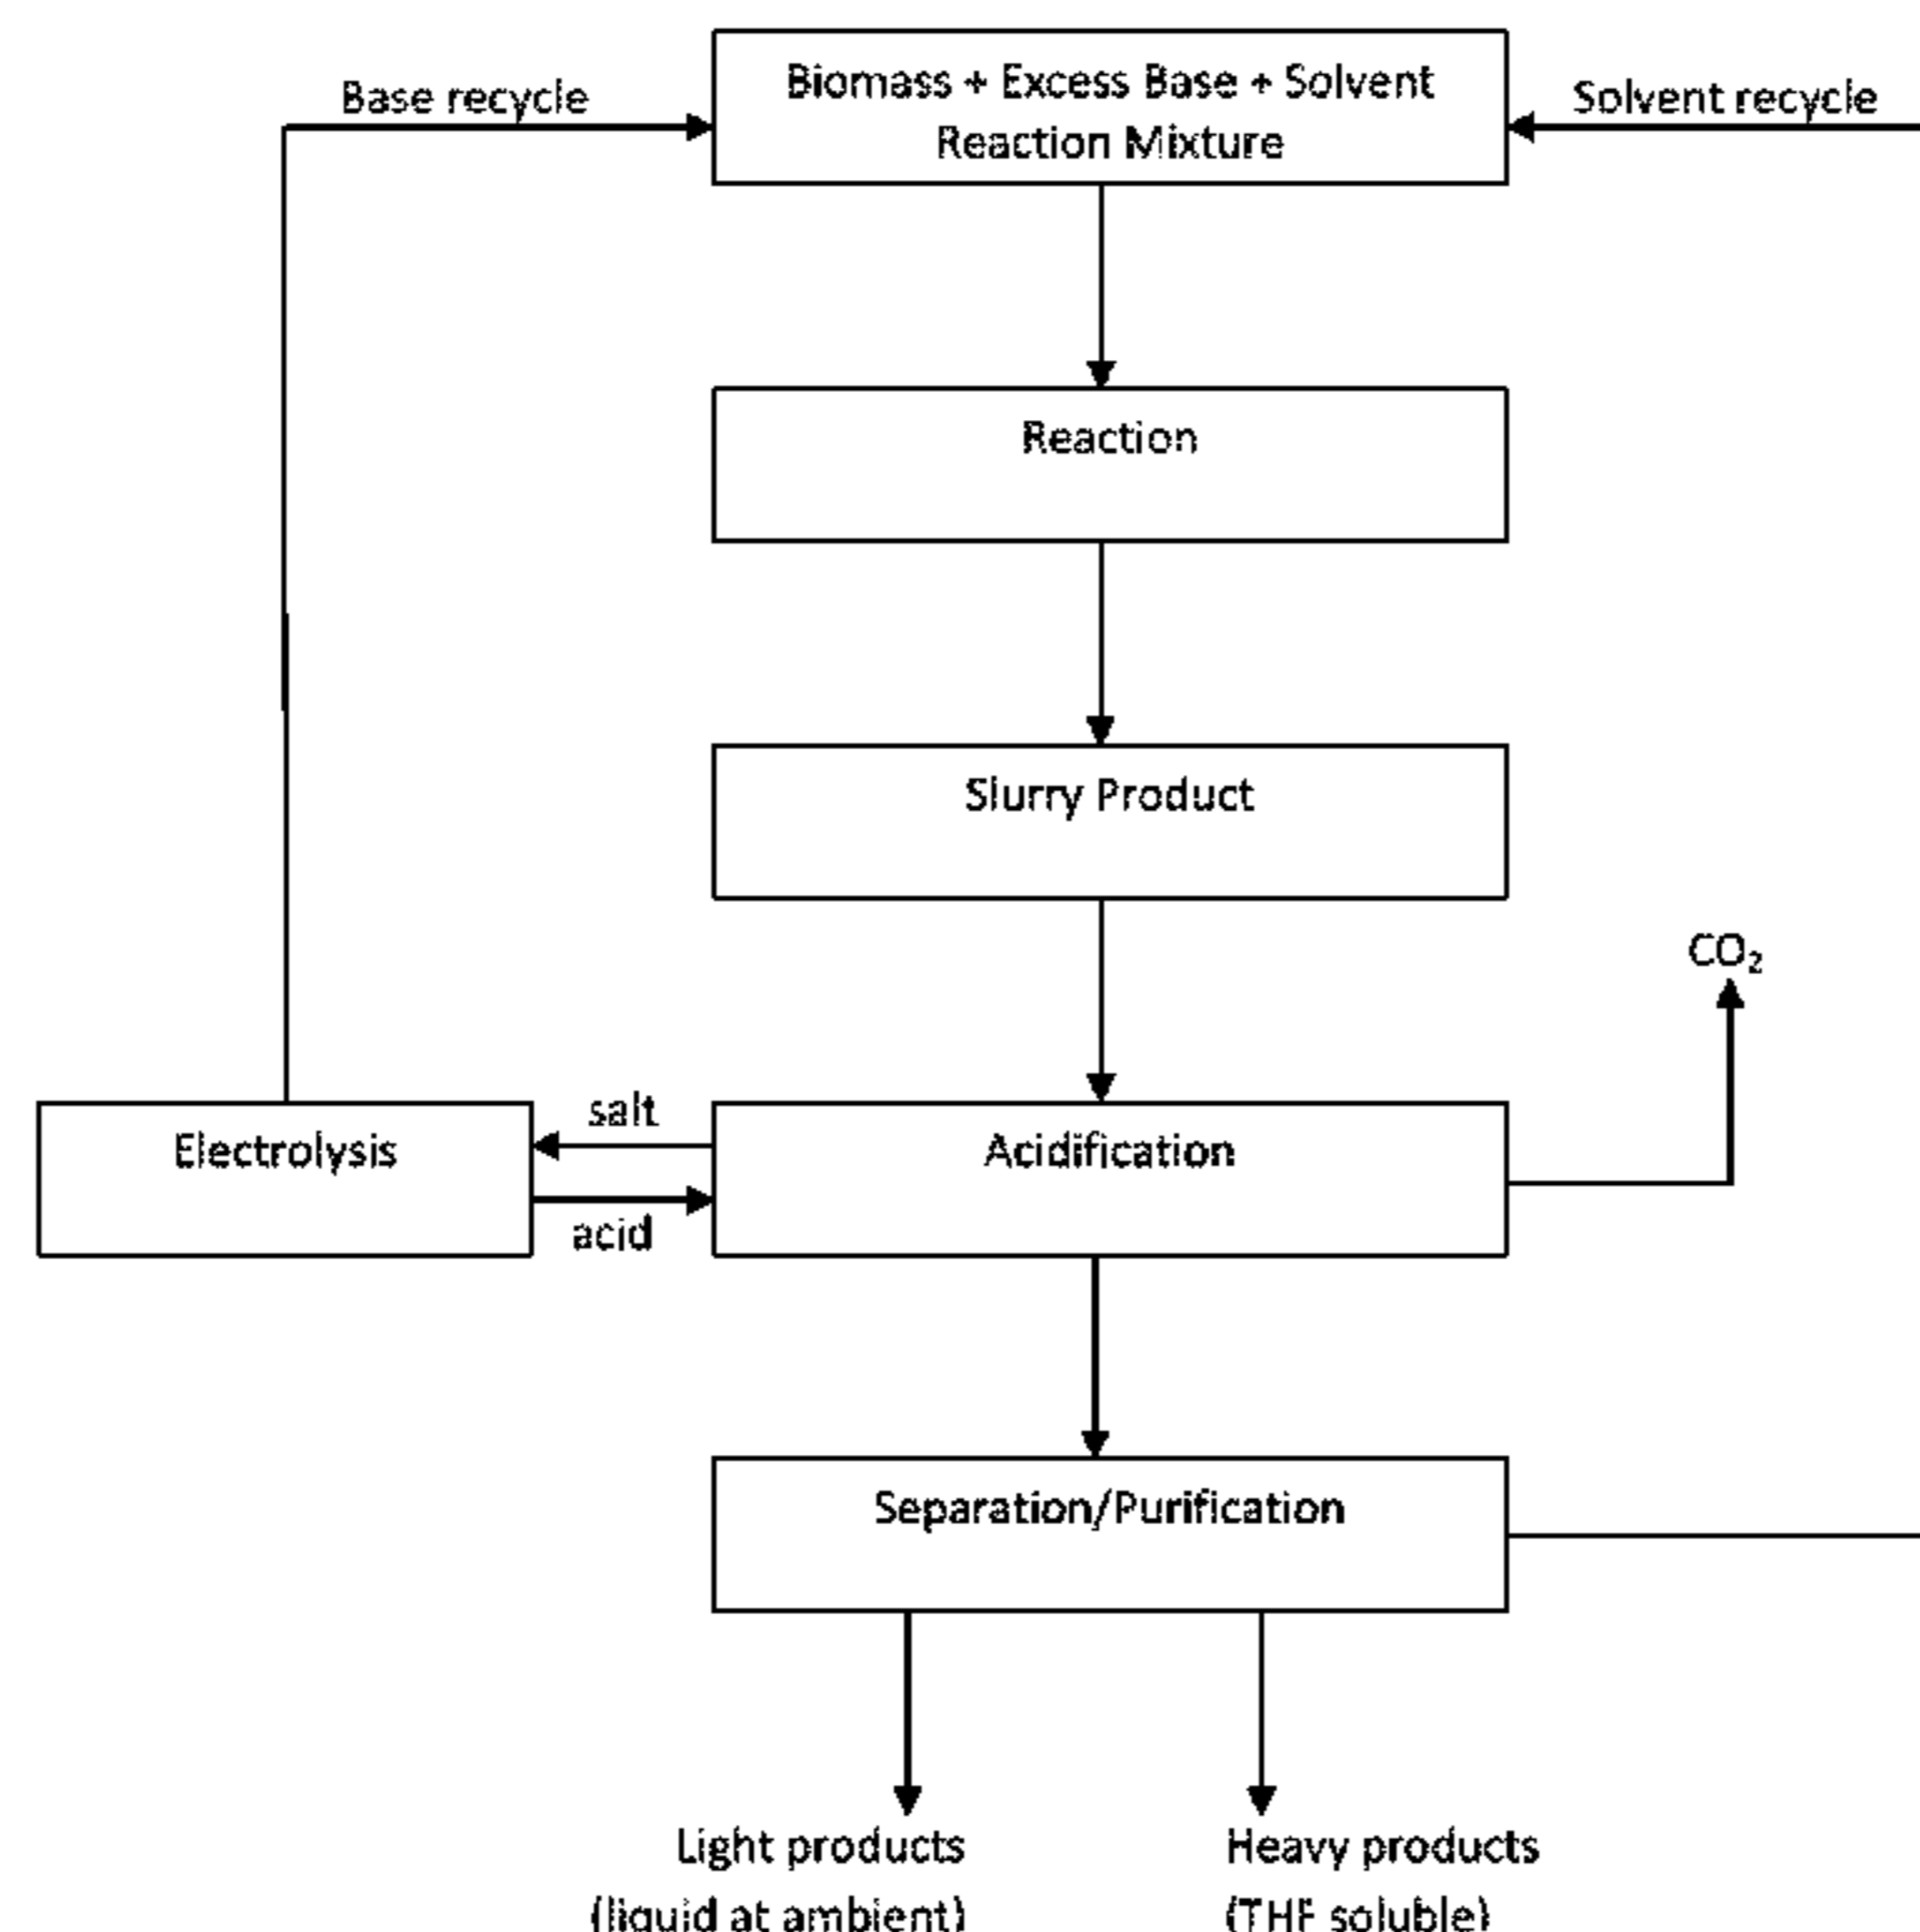 Base recycle
Biomass + Excess Base + Solvent
Reaction Mixture
Solvent recycle
Reaction
Slurry Product
CO₂
Electrolysis
salt
acid
Acidification
Separation/Purification
Light products
(liquid at ambient)
Heavy products
(THF soluble)